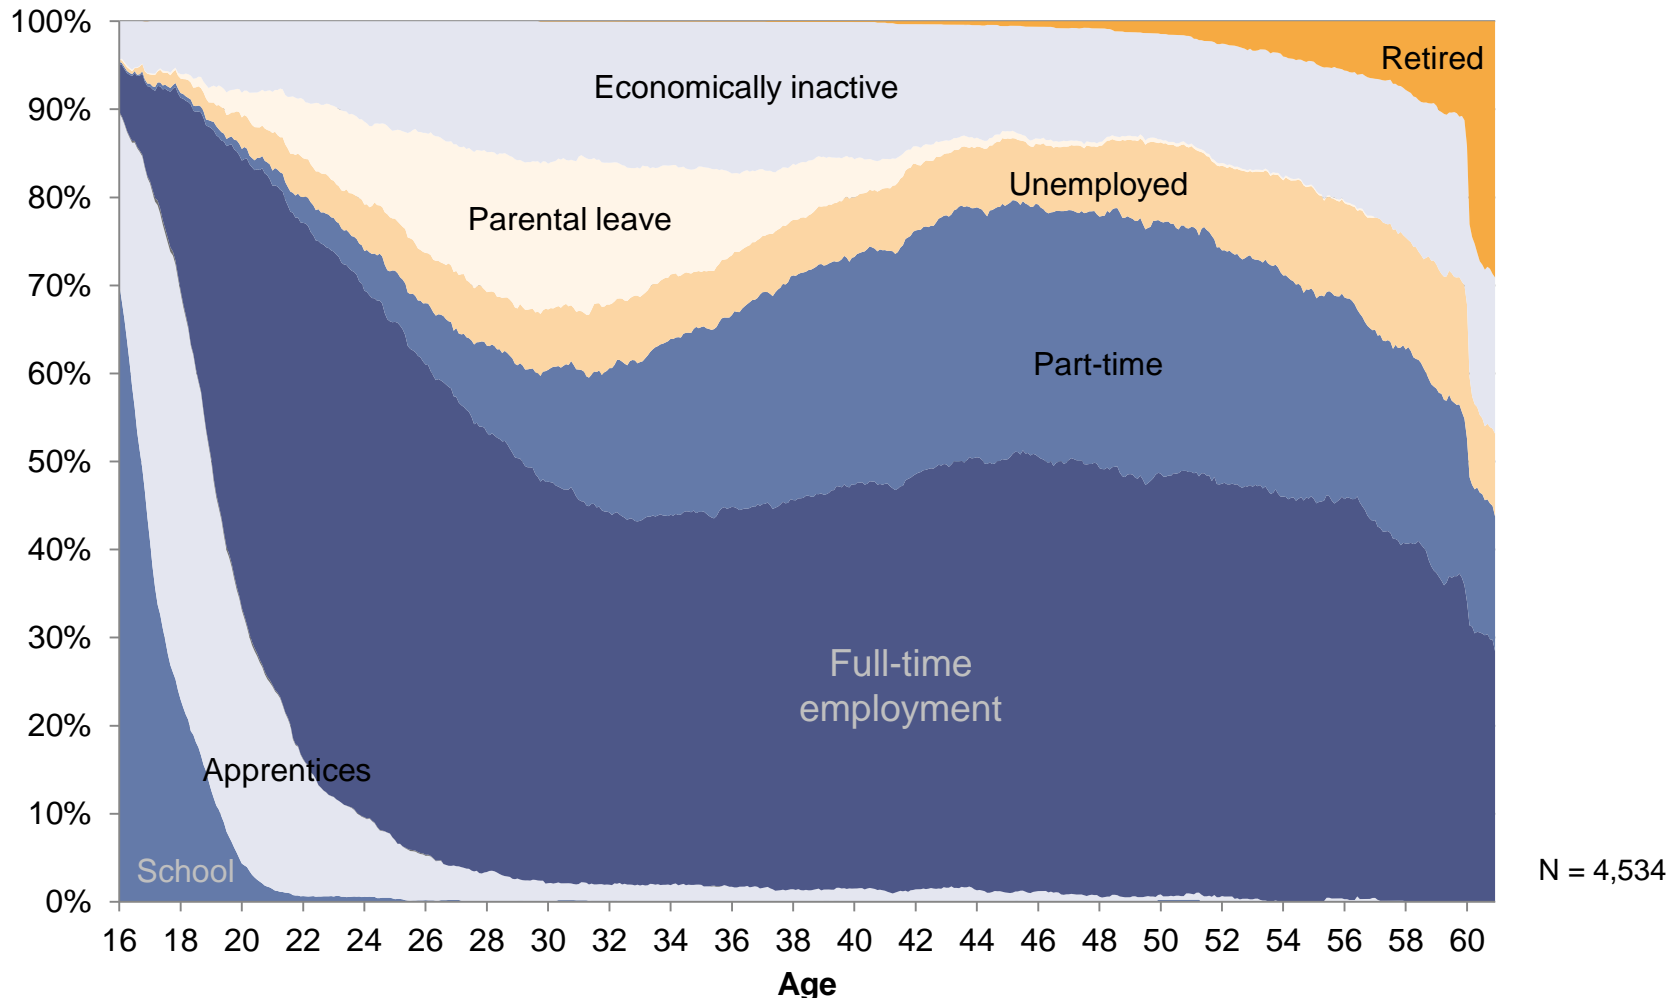 100%
90%
80%
70%
60%
50%
40%
30%
20%
10%
0%
Retired
Economically inactive
Unemployed
Parental leave
Part-time
Full-time
employment
Apprentices
School
N = 4,534
16 18 20 22 24 26 28 30 32 34 36 38 40 42 44 46 48 50 52 54 56 58 60
Age